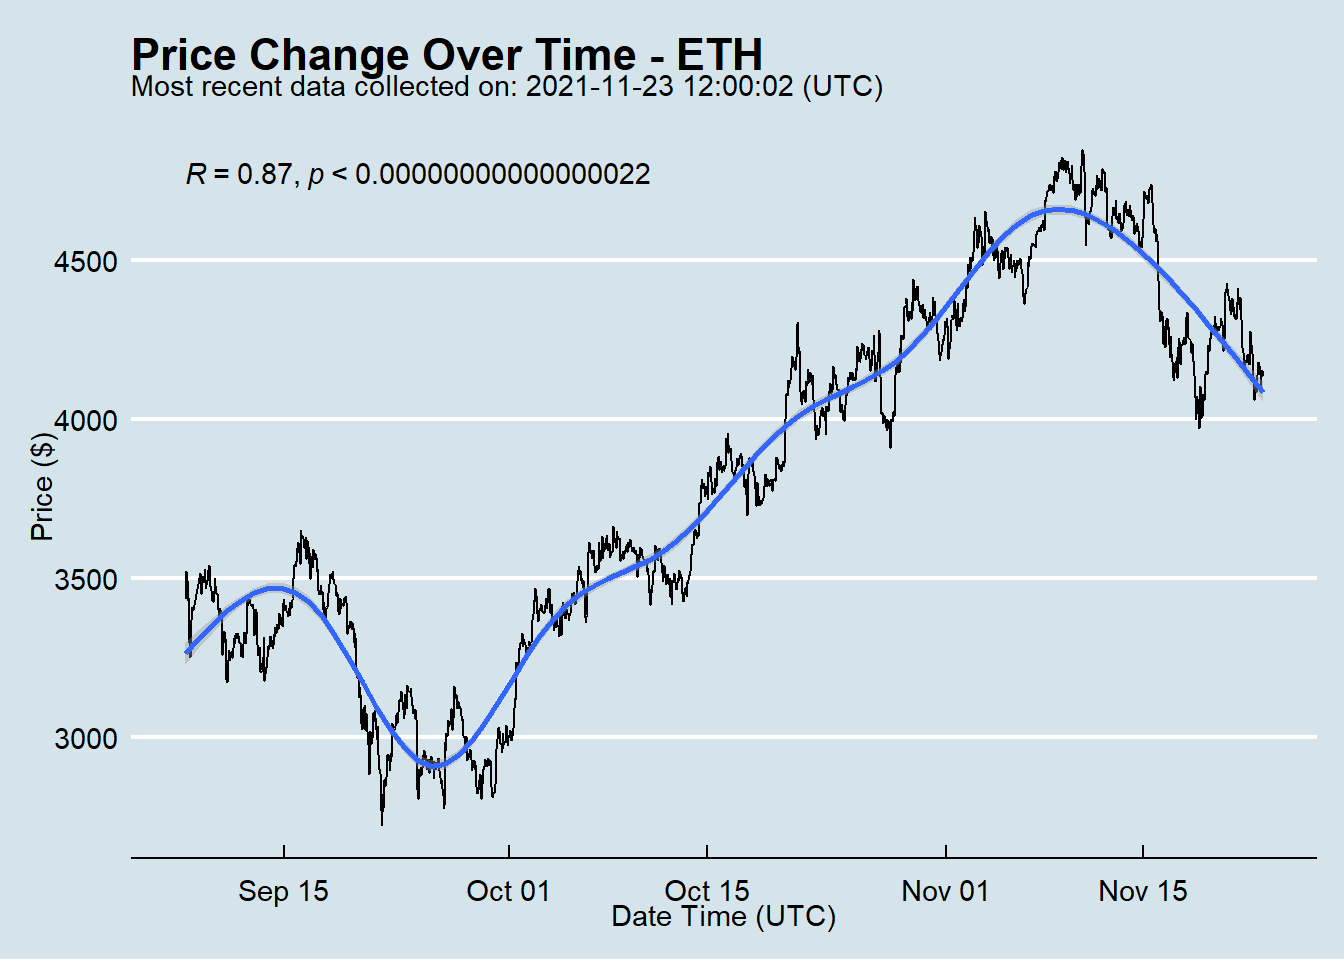 Price Change Over Time - ETH
Most recent data collected on: 2021-11-23 12:00:02 (UTC)
R = 0.87, p < 0.00000000000000022
4500
4000
3500
3000
Price ($)
Sep 15 Oct 01 Oct 15 Nov 01 Nov 15
Date Time (UTC)